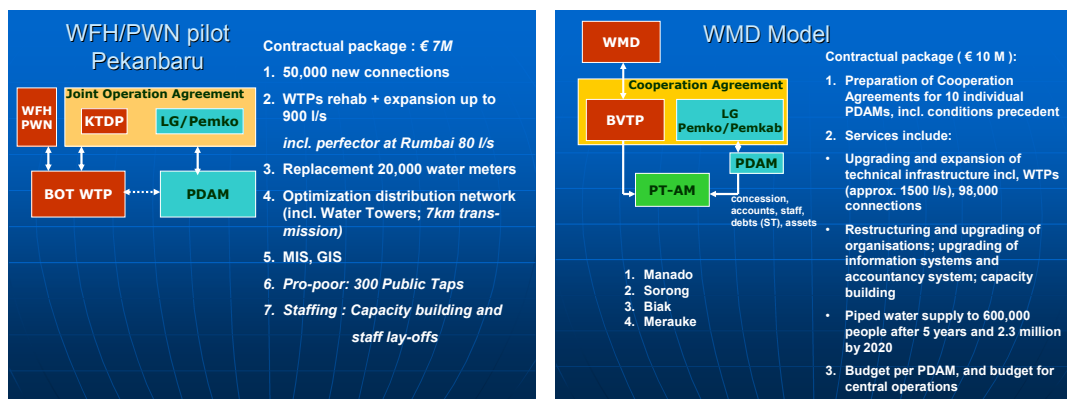 WFH/PWN pilot
Pekanbaru
WFH
PWN
Joint Operation Agreement
KTDP
LG/Pemko
BOT WTP
PDAM
Contractual package : € 7M
1. 50,000 new connections
2. WTPs rehab + expansion up to
900 l/s
incl. perfector at Rumbai 80 l/s
3. Replacement 20,000 water meters
4. Optimization distribution network
(incl. Water Towers; 7km trans-
mission)
5. MIS, GIS
6. Pro-poor: 300 Public Taps
7. Staffing : Capacity building and
staff lay-offs
WMD Model
WMD
Cooperation Agreement
BVTP
LG
Pemko/Pemkab
PDAM
PT-AM
concession,
accounts, staff,
debts (ST), assets
1. Manado
2. Sorong
3. Biak
4. Merauke
Contractual package ( € 10 M ):
1. Preparation of Cooperation
Agreements for 10 individual
PDAMs, incl. conditions precedent
2. Services include:
• Upgrading and expansion of
technical infrastructure incl, WTPs
(approx. 1500 l/s), 98,000
connections
• Restructuring and upgrading of
organisations; upgrading of
information systems and
accountancy system; capacity
building
• Piped water supply to 600,000
people after 5 years and 2.3 million
by 2020
3. Budget per PDAM, and budget for
central operations